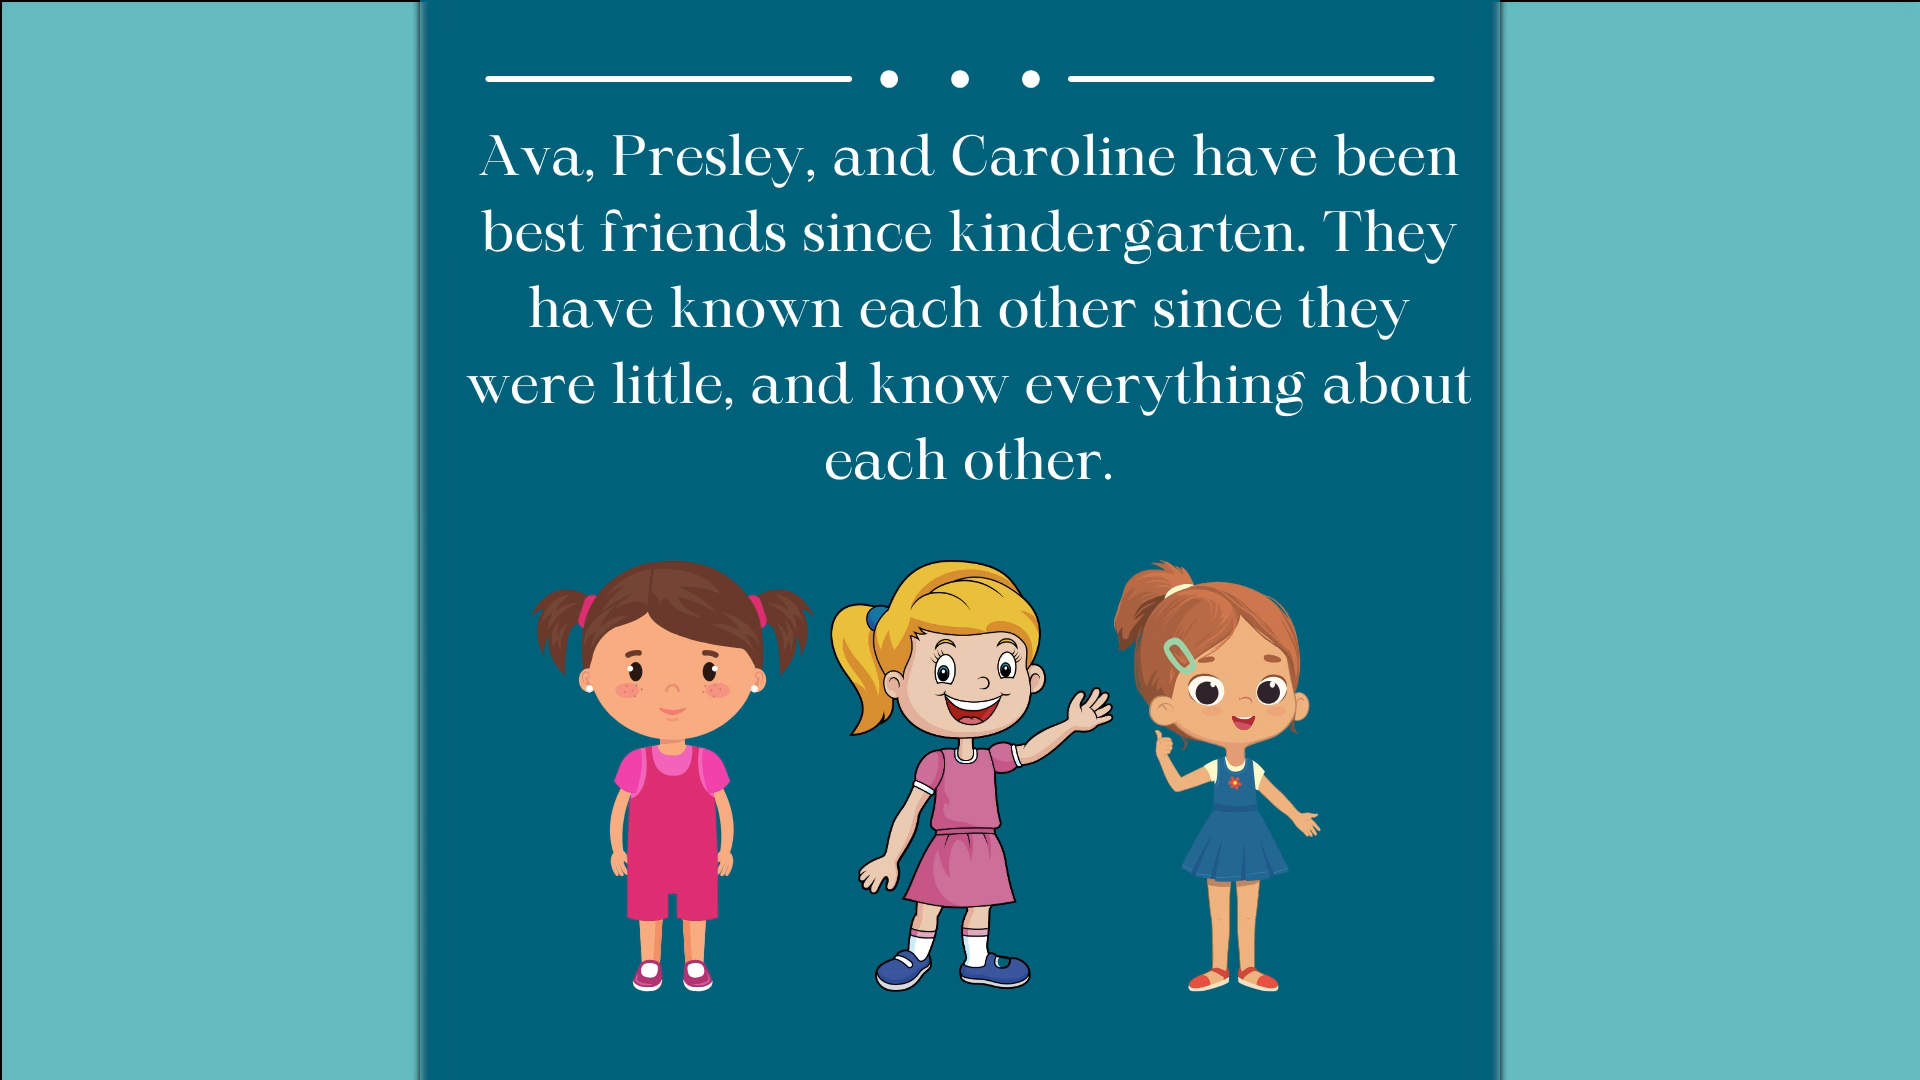 Ava, Presley, and Caroline have been
best friends since kindergarten. They
have known each other since they
were little, and know everything about
each other.